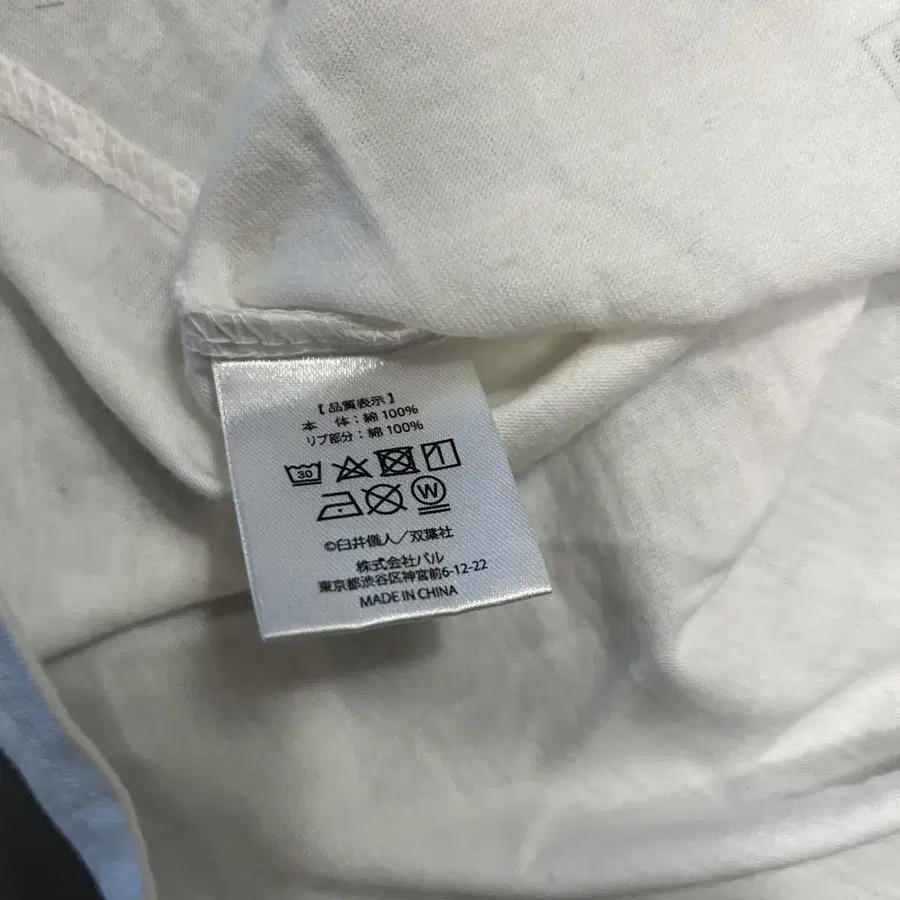 【品質表示】
本 体：綿 100%
リブ部分：綿 100%
30
W
©臼井儀人／双葉社
株式会社パル
東京都渋谷区神宮前6-12-22
MADE IN CHINA